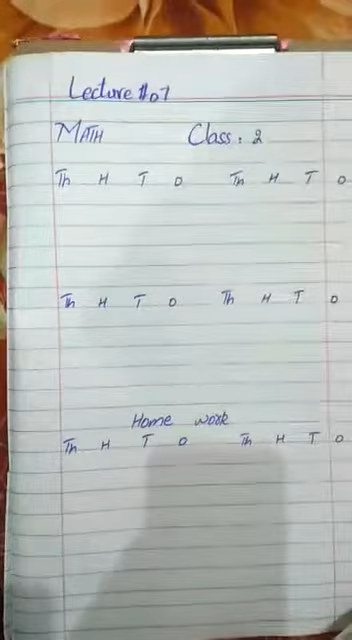 Lecture #07
MATH Class: 2
Th H T O Th H T O
Th H T O Th H T O
Home work
Th H T O Th H T O